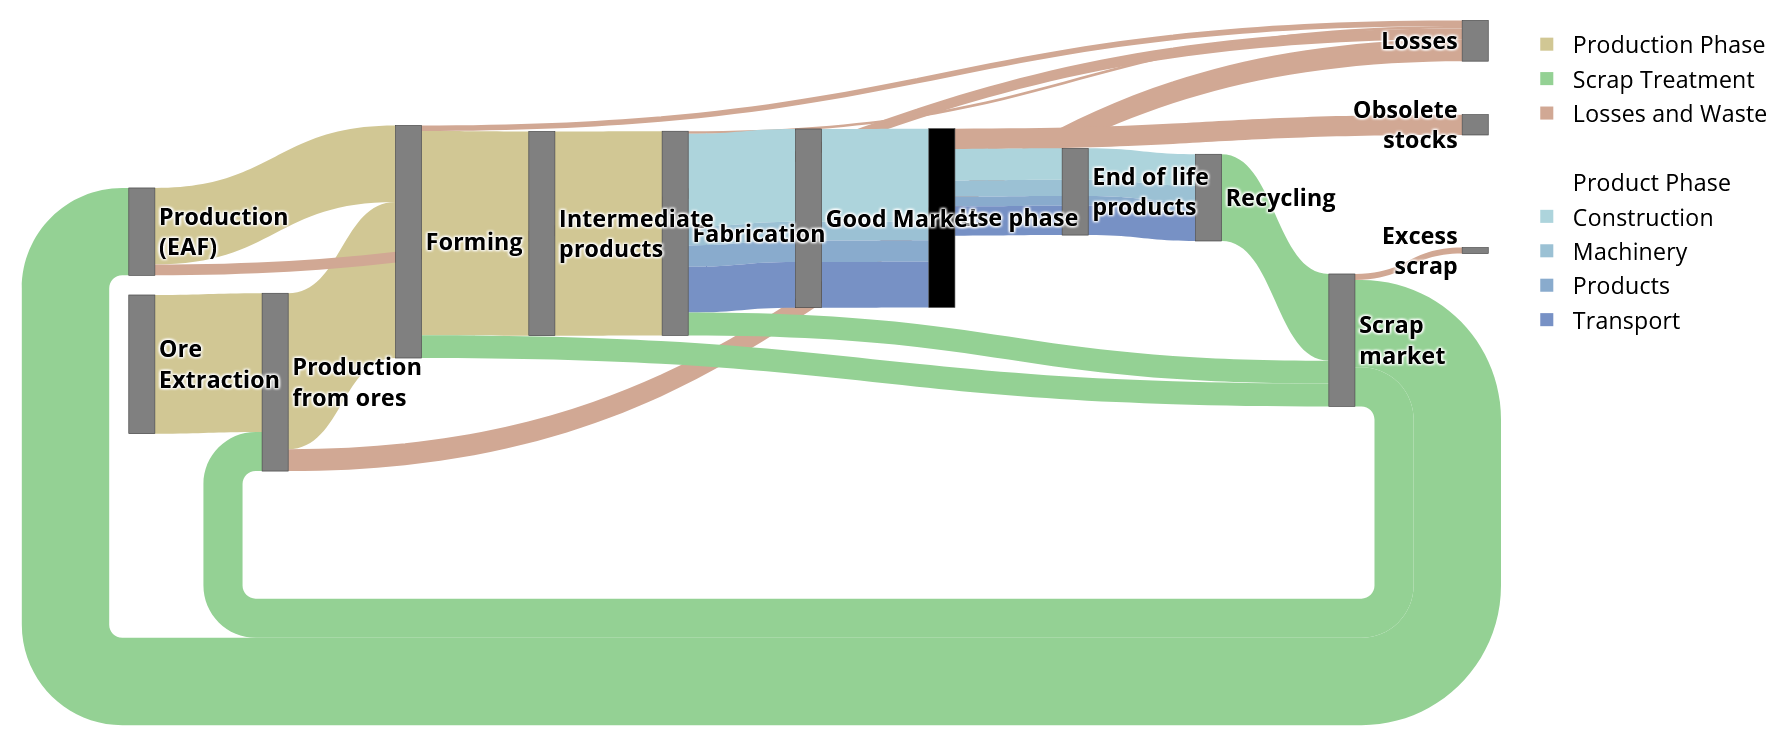 Losses
Obsolete
stocks
Production
(EAF)
Forming
Intermediate
products
Fabrication
Good Market
se phase
End of life
products
Recycling
Excess
scrap
Ore
Extraction
Production
from ores
Scrap
market
Production Phase
Scrap Treatment
Losses and Waste
Product Phase
Construction
Machinery
Products
Transport